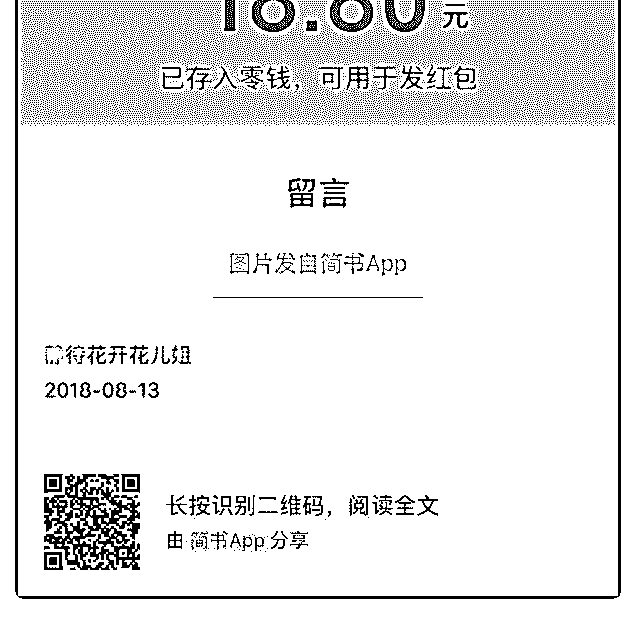 元
已存入零钱，可用于发红包
留言
图片发自简书App
待花开花儿姐
2018-08-13
长按识别二维码，阅读全文
由 简书App 分享